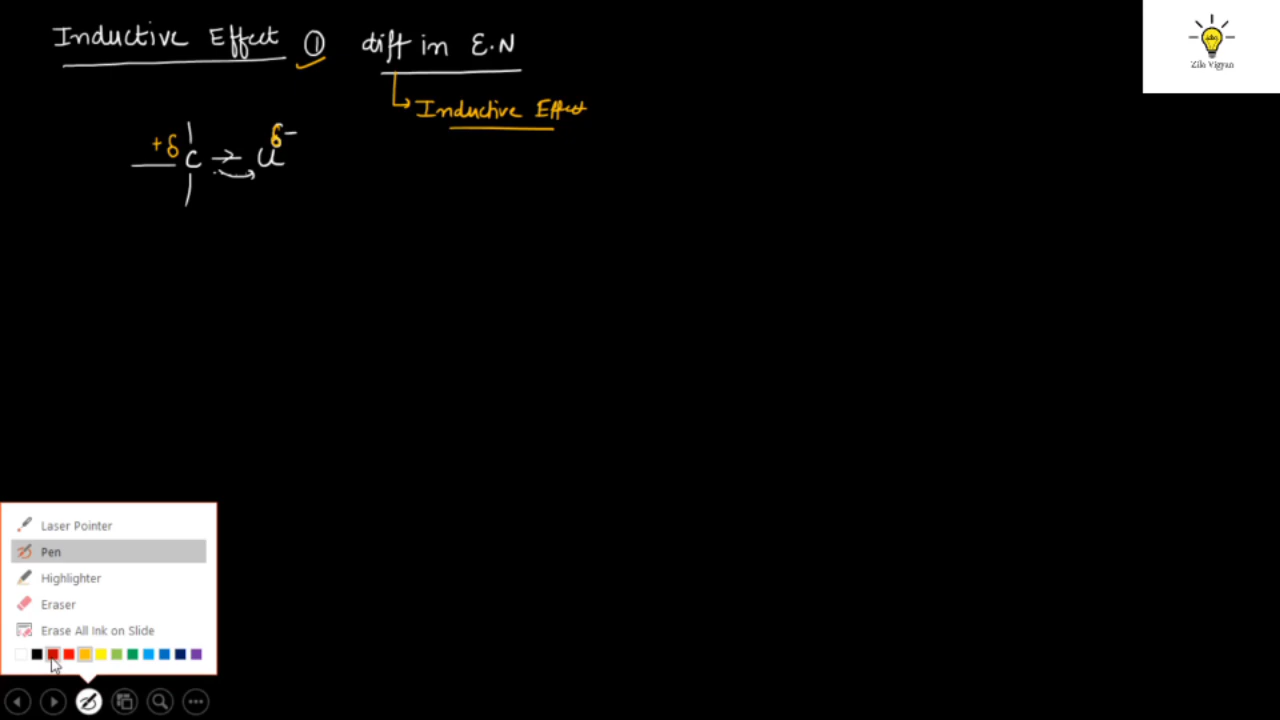 Inductive Effect ① diff in E.N
Inductive Effect
+δ C → Cl δ-
Zila Vigyan
Laser Pointer
Pen
Highlighter
Eraser
Erase All Ink on Slide